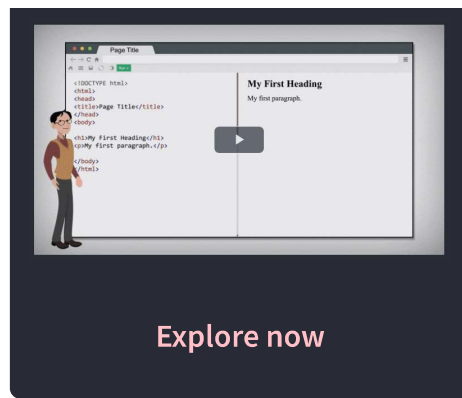 Page Title
<!DOCTYPE html>
<html>
<head>
<title>Page Title</title>
</head>
<body>
<h1>My First Heading</h1>
<p>My first paragraph.</p>
</body>
</html>
My First Heading
My first paragraph.
Explore now